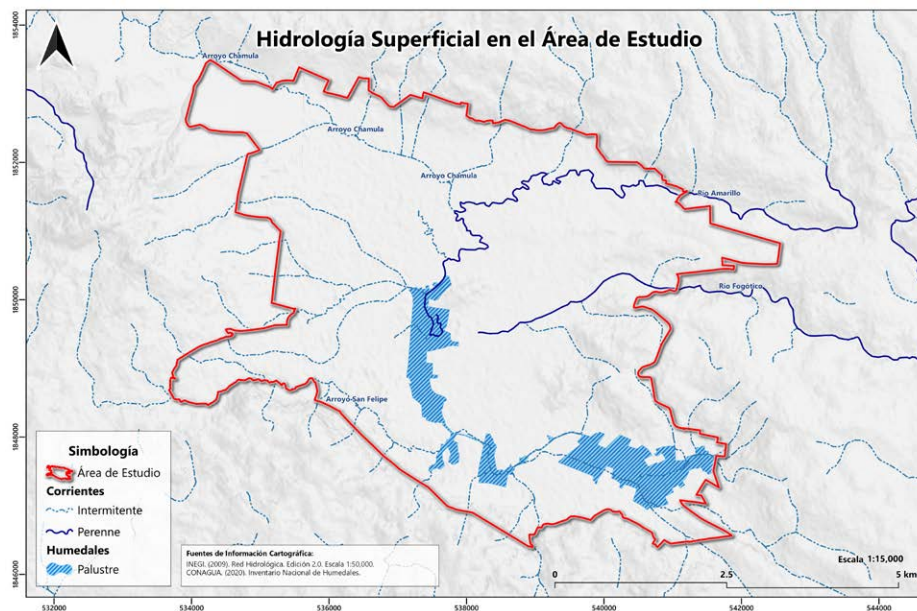 Hidrología Superficial en el Área de Estudio
Arroyo Chamula
Arroyo Chamula
Arroyo Chamula
Río Amarillo
Río Fogótico
Arroyo San Felipe
Simbología
Área de Estudio
Corrientes
Intermitente
Perenne
Humedales
Palustre
Fuentes de Información Cartográfica:
INEGI. (2009). Red Hidrológica. Edición 2.0. Escala 1:50,000.
CONAGUA. (2020). Inventario Nacional de Humedales.
Escala 1:15,000
0 2.5 5 km
1854000
1852000
1850000
1848000
1846000
532000 534000 536000 538000 540000 542000 544000